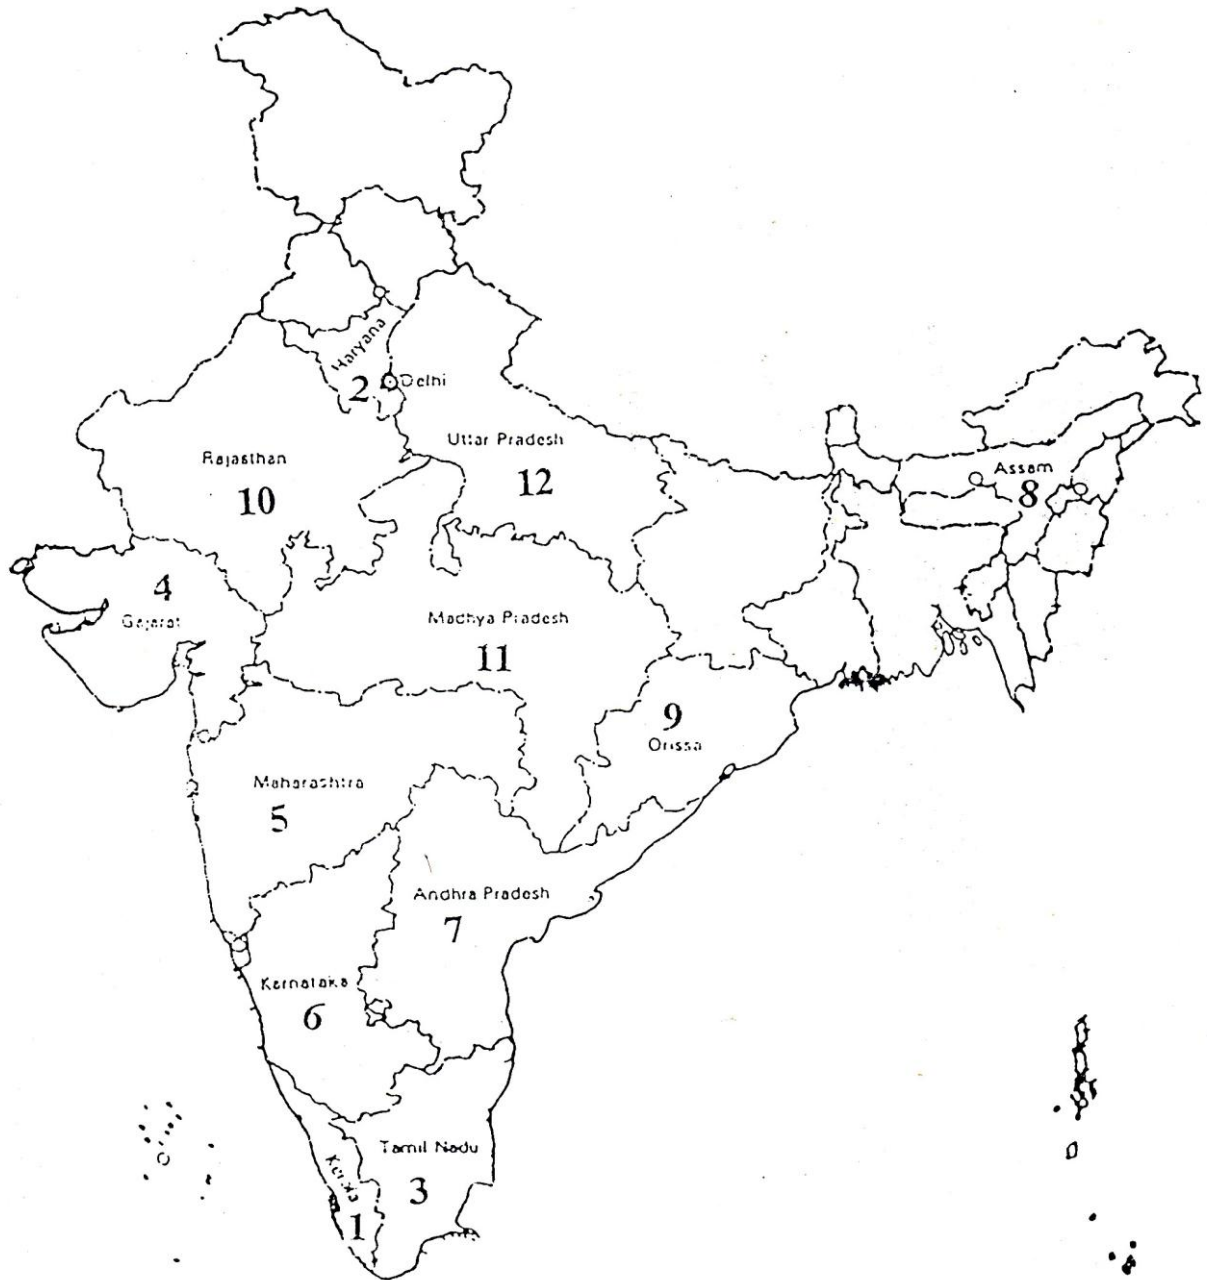 Haryana
2
Delhi
Uttar Pradesh
12
Rajasthan
10
Assam
8
4
Gujarat
Madhya Pradesh
11
9
Orissa
Maharashtra
5
Andhra Pradesh
7
Karnataka
6
Tamil Nadu
3
Kerala
1